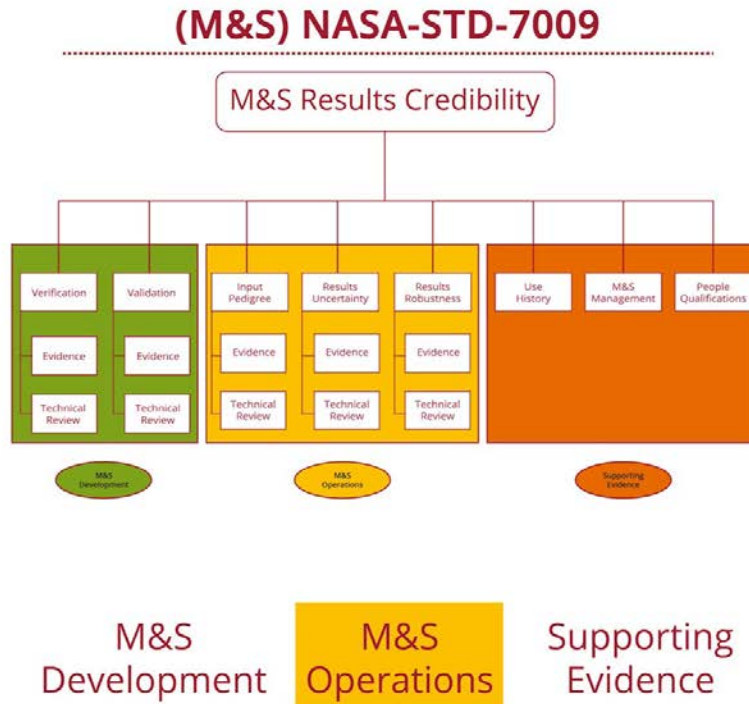 (M&S) NASA-STD-7009
M&S Results Credibility
Verification
Validation
Input
Pedigree
Results
Uncertainty
Results
Robustness
Use
History
M&S
Management
People
Qualifications
Evidence
Evidence
Evidence
Evidence
Evidence
Technical
Review
Technical
Review
Technical
Review
Technical
Review
Technical
Review
M&S
Development
M&S
Operations
Supporting
Evidence
M&S
Development
M&S
Operations
Supporting
Evidence